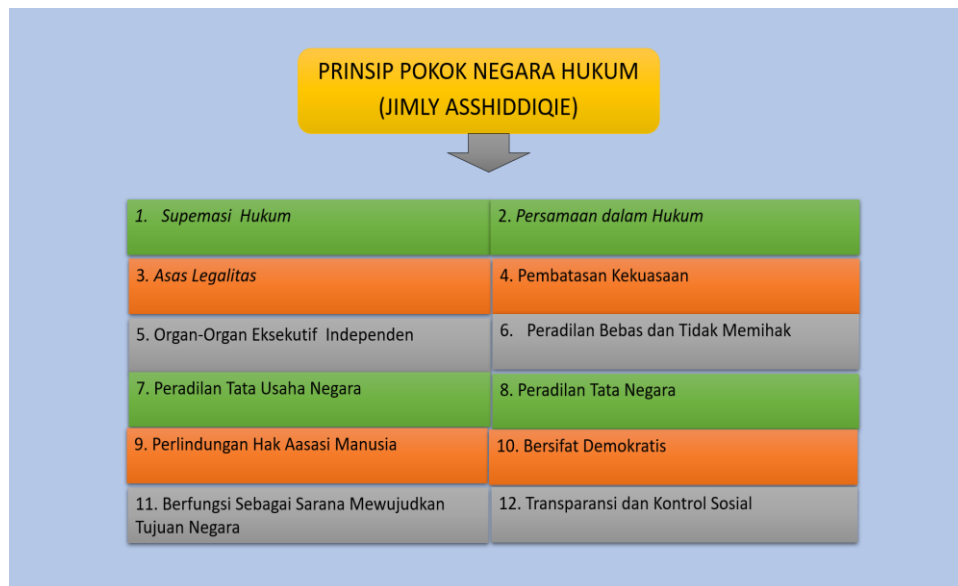 PRINSIP POKOK NEGARA HUKUM
(JIMLY ASSHIDDIQIE)
1. Supemasi Hukum
2. Persamaan dalam Hukum
3. Asas Legalitas
4. Pembatasan Kekuasaan
5. Organ-Organ Eksekutif Independen
6. Peradilan Bebas dan Tidak Memihak
7. Peradilan Tata Usaha Negara
8. Peradilan Tata Negara
9. Perlindungan Hak Aasasi Manusia
10. Bersifat Demokratis
11. Berfungsi Sebagai Sarana Mewujudkan
Tujuan Negara
12. Transparansi dan Kontrol Sosial